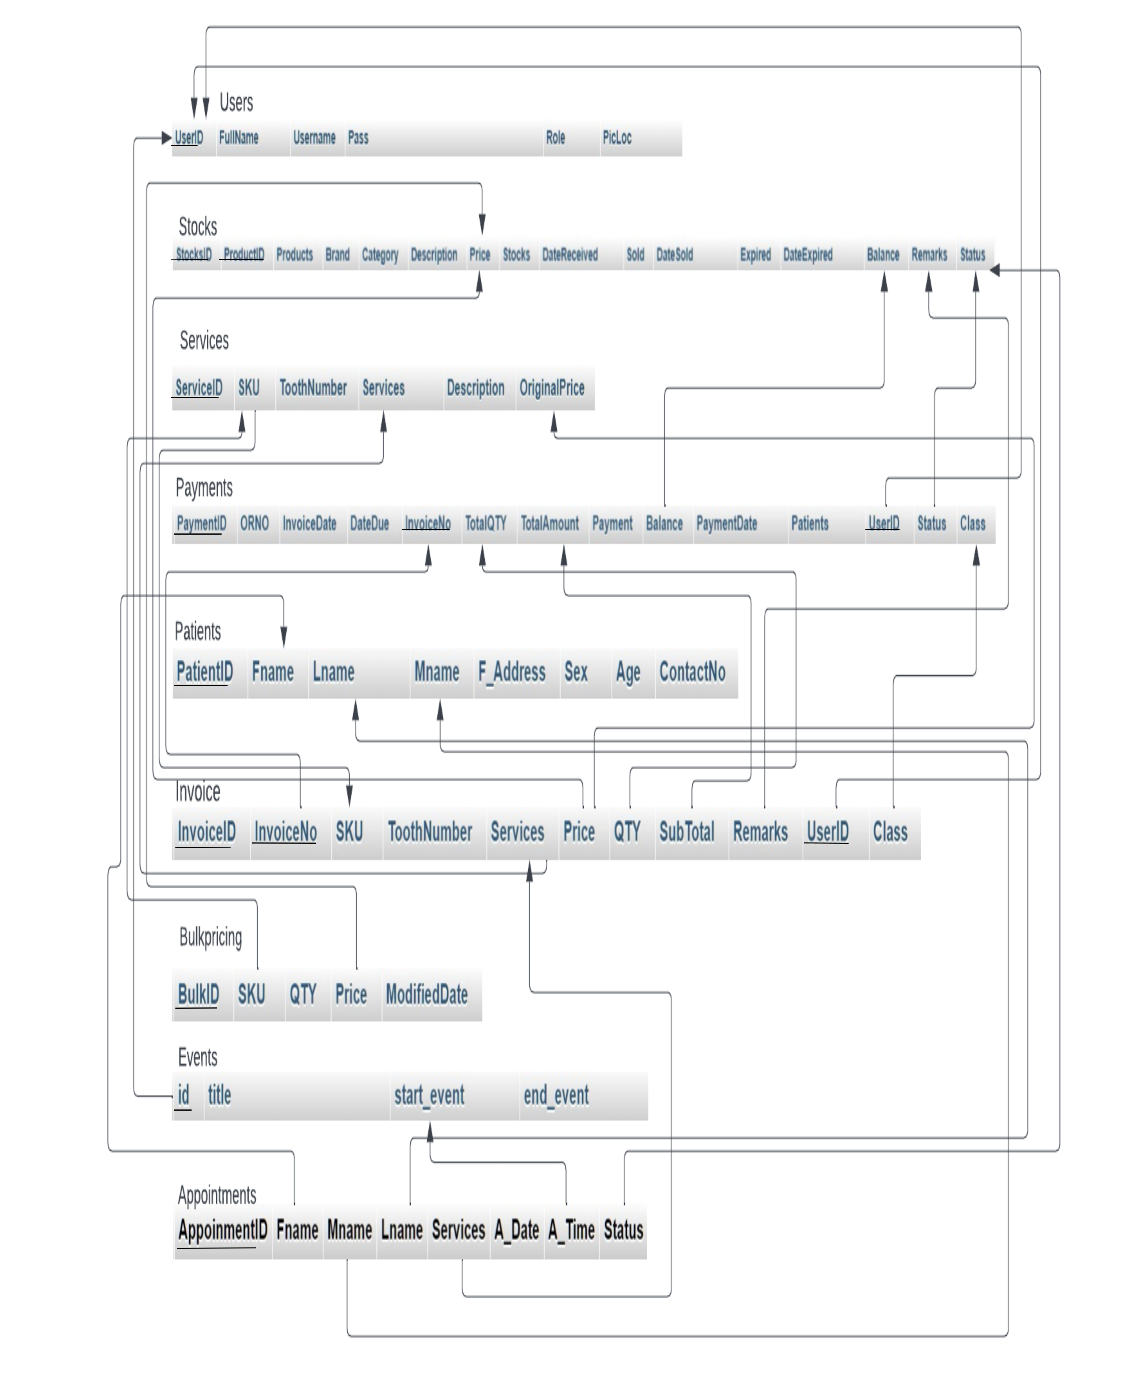 Users
UserID FullName Username Pass Role PicLoc
Stocks
StocksID ProductID Products Brand Category Description Price Stocks DateReceived Sold DateSold Expired DateExpired Balance Remarks Status
Services
ServiceID SKU ToothNumber Services Description OriginalPrice
Payments
PaymentID ORNO InvoiceDate DateDue InvoiceNo TotalQTY TotalAmount Payment Balance PaymentDate Patients UserID Status Class
Patients
PatientID Fname Lname Mname F_Address Sex Age ContactNo
Invoice
InvoiceID InvoiceNo SKU ToothNumber Services Price QTY SubTotal Remarks UserID Class
Bulkpricing
BulkID SKU QTY Price ModifiedDate
Events
id title start_event end_event
Appointments
AppoinmentID Fname Mname Lname Services A_Date A_Time Status